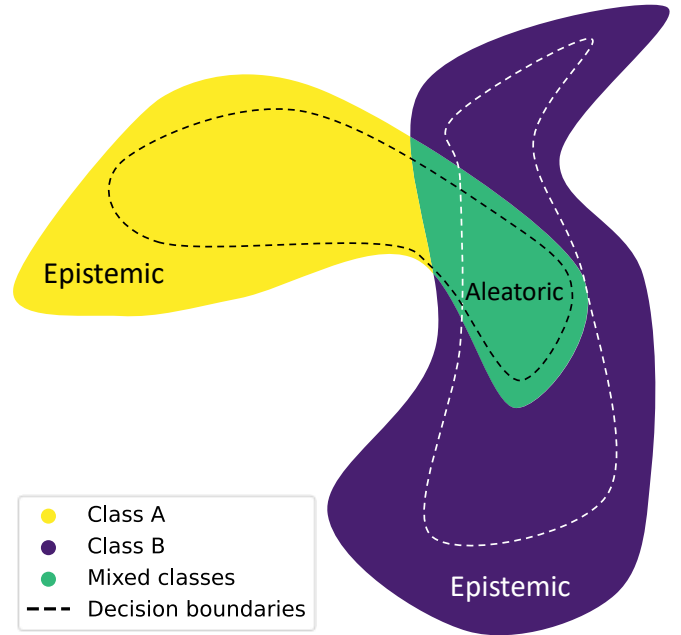 Epistemic
Aleatoric
Class A
Class B
Mixed classes
Decision boundaries
Epistemic